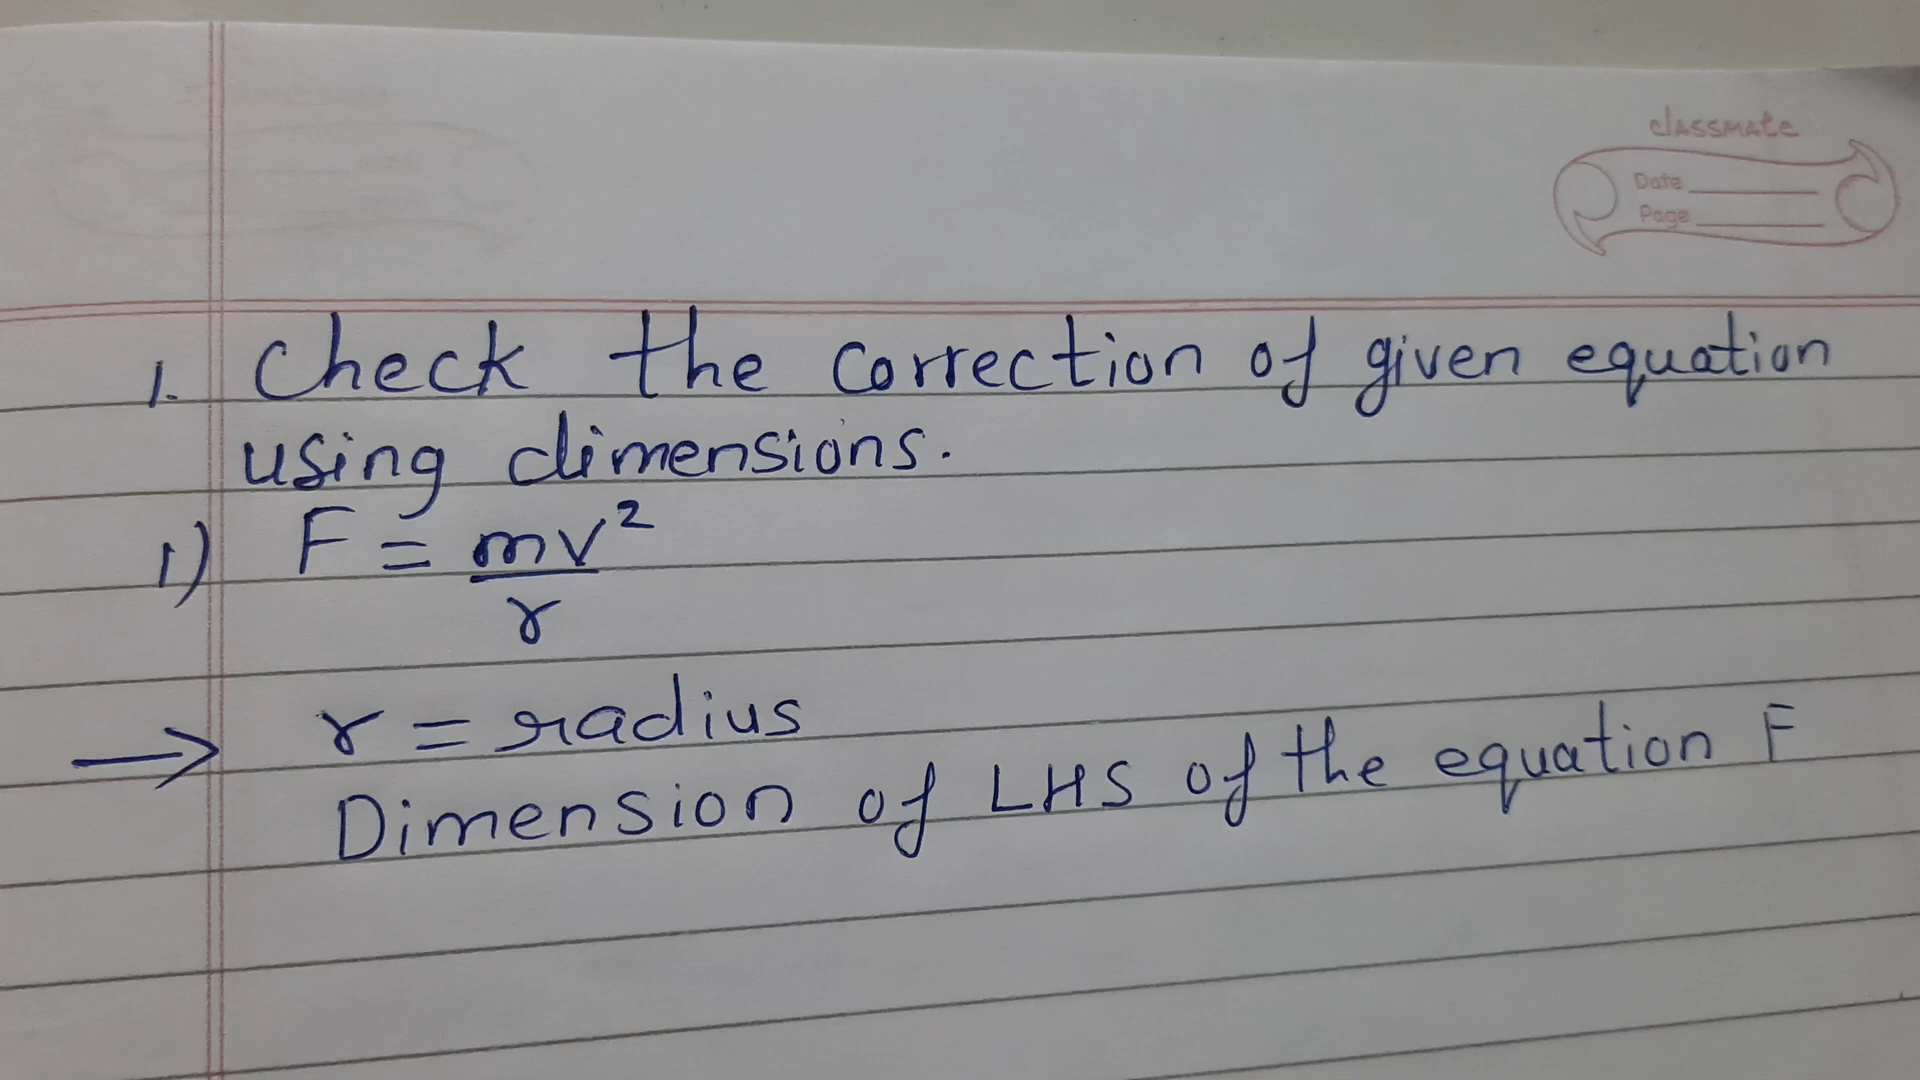 classmate
Date
Page
1. Check the correction of given equation
using dimensions.
1) F = mv²
r
→ r = radius
Dimension of LHS of the equation F